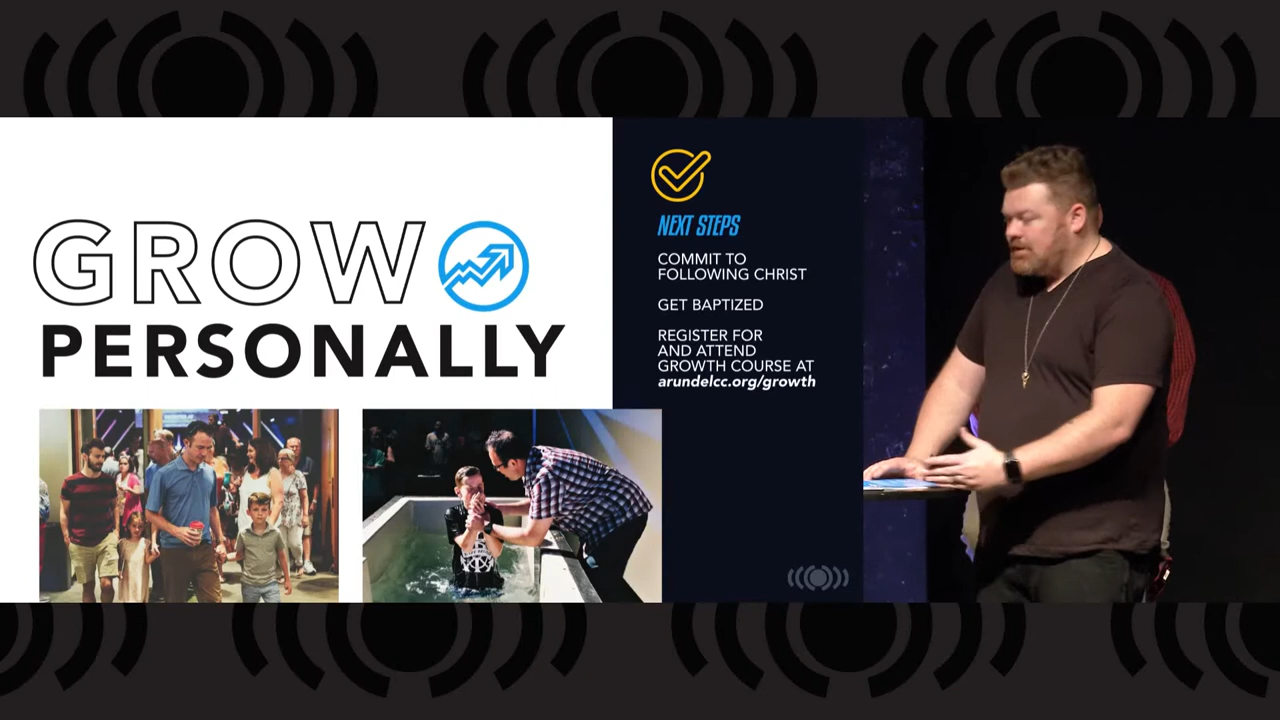 GROW
PERSONALLY
NEXT STEPS
COMMIT TO
FOLLOWING CHRIST
GET BAPTIZED
REGISTER FOR
AND ATTEND
GROWTH COURSE AT
arundelcc.org/growth